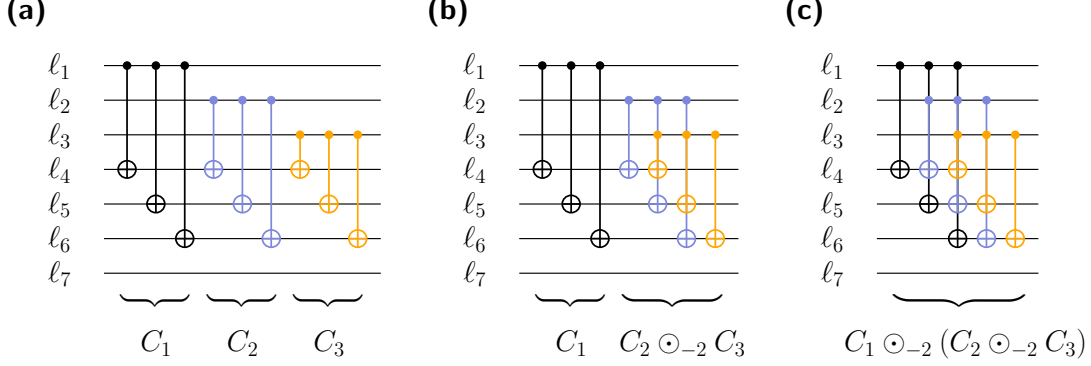 (a) (b) (c)
ℓ1 ℓ1 ℓ1
ℓ2 ℓ2 ℓ2
ℓ3 ℓ3 ℓ3
ℓ4 ℓ4 ℓ4
ℓ5 ℓ5 ℓ5
ℓ6 ℓ6 ℓ6
ℓ7 ℓ7 ℓ7
C1 C2 C3 C1 C2 ⊙−2 C3 C1 ⊙−2 (C2 ⊙−2 C3)